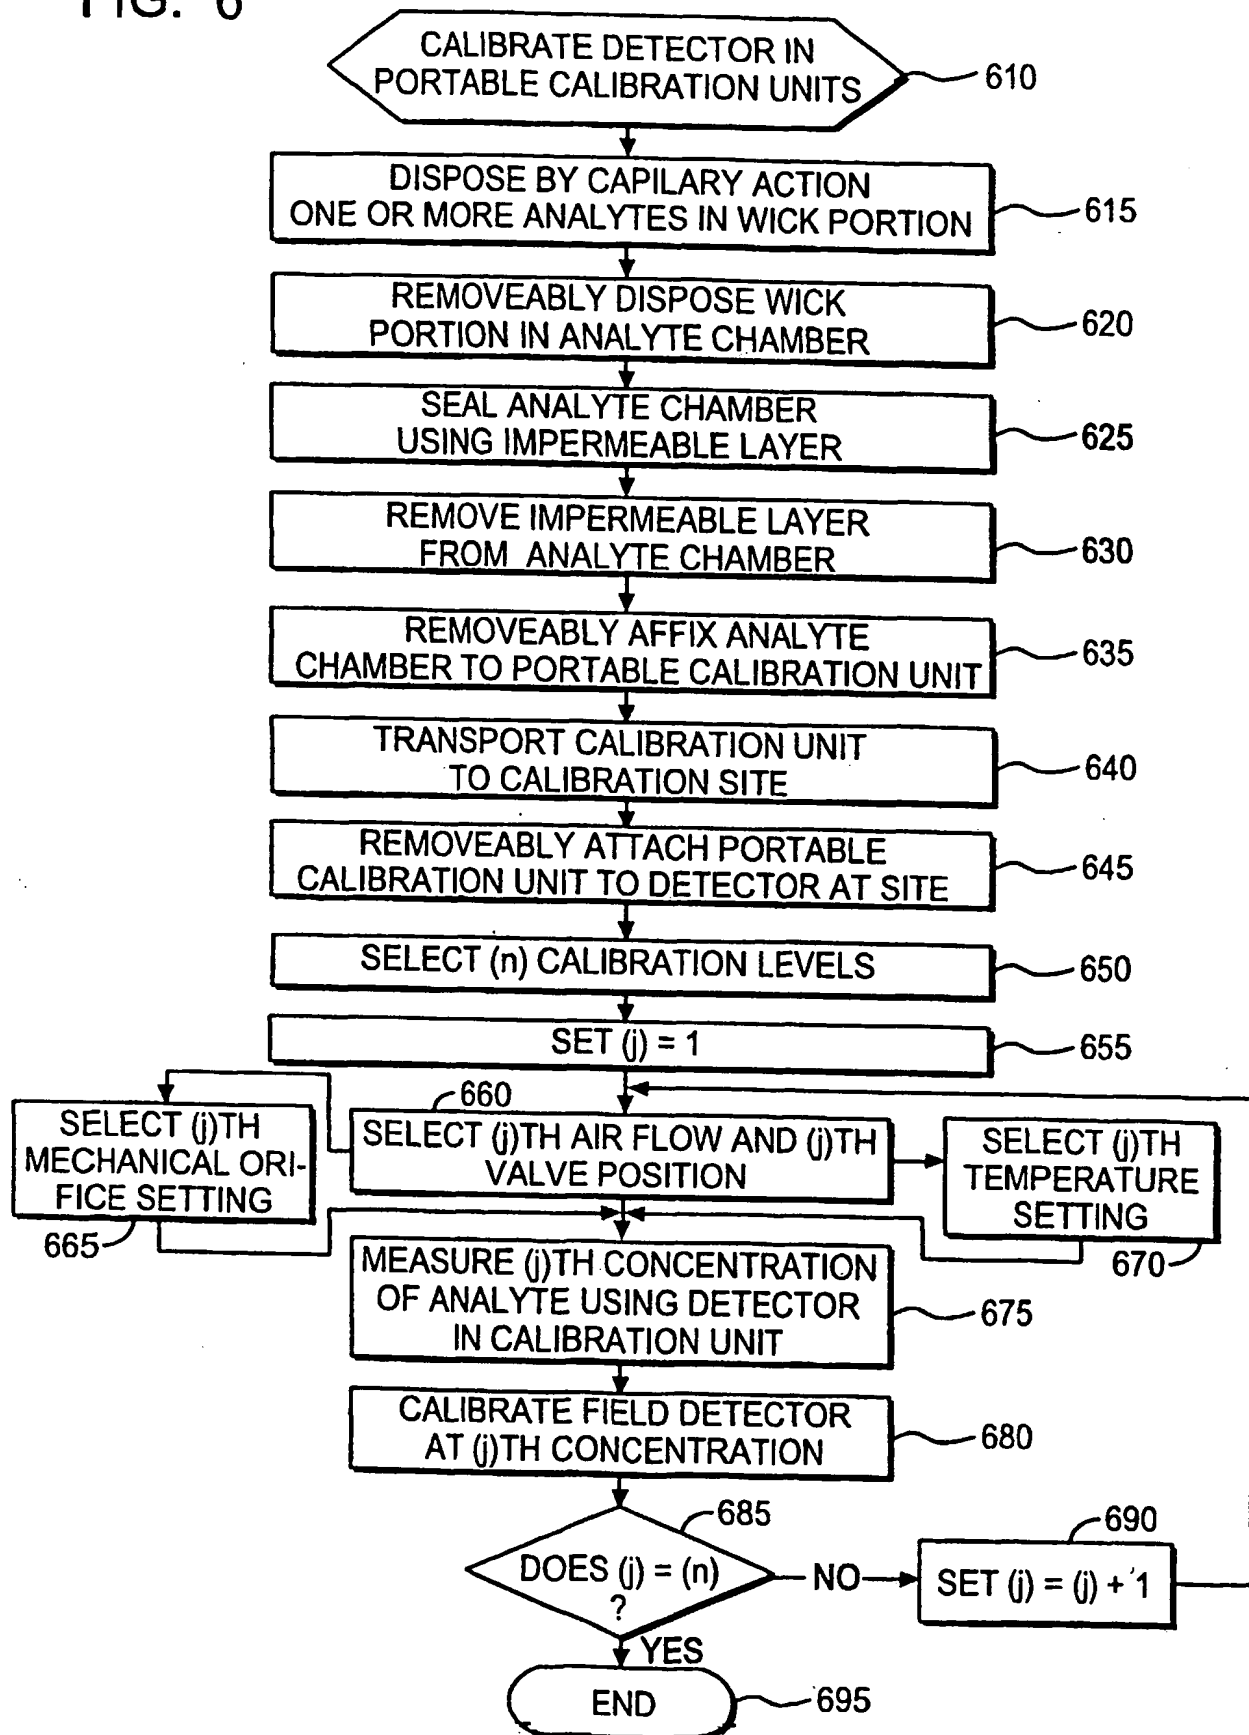 FIG. 6
CALIBRATE DETECTOR IN
PORTABLE CALIBRATION UNITS
610
DISPOSE BY CAPILARY ACTION
ONE OR MORE ANALYTES IN WICK PORTION
615
REMOVEABLY DISPOSE WICK
PORTION IN ANALYTE CHAMBER
620
SEAL ANALYTE CHAMBER
USING IMPERMEABLE LAYER
625
REMOVE IMPERMEABLE LAYER
FROM ANALYTE CHAMBER
630
REMOVEABLY AFFIX ANALYTE
CHAMBER TO PORTABLE CALIBRATION UNIT
635
TRANSPORT CALIBRATION UNIT
TO CALIBRATION SITE
640
REMOVEABLY ATTACH PORTABLE
CALIBRATION UNIT TO DETECTOR AT SITE
645
SELECT (n) CALIBRATION LEVELS
650
SET (j) = 1
655
660
SELECT (j)TH AIR FLOW AND (j)TH
VALVE POSITION
SELECT (j)TH
MECHANICAL ORI-
FICE SETTING
665
SELECT (j)TH
TEMPERATURE
SETTING
670
MEASURE (j)TH CONCENTRATION
OF ANALYTE USING DETECTOR
IN CALIBRATION UNIT
675
CALIBRATE FIELD DETECTOR
AT (j)TH CONCENTRATION
680
685
DOES (j) = (n)
?
NO
690
SET (j) = (j) + 1
YES
END
695